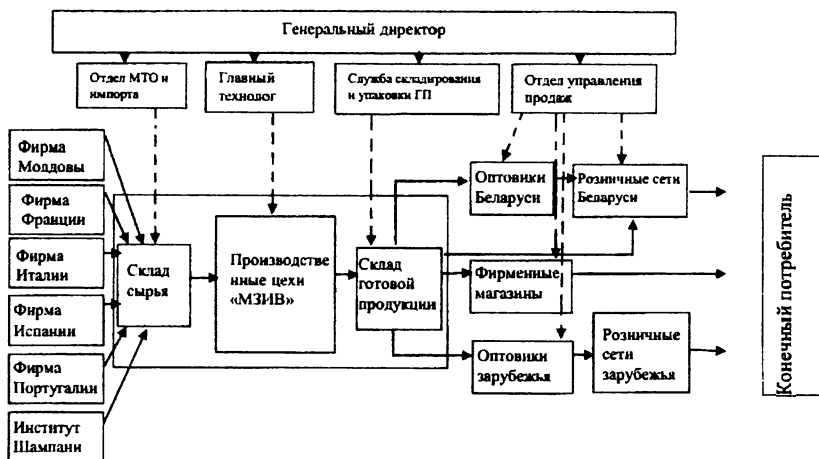 Генеральный директор
Отдел МТО и
импорта
Главный
технолог
Служба складирования
и упаковки ГП
Отдел управления
продаж
Фирма
Молдовы
Фирма
Франции
Фирма
Италии
Фирма
Испании
Фирма
Португалии
Институт
Шампани
Склад
сырья
Производстве
нные цехи
«МЗИВ»
Склад
готовой
продукции
Оптовики
Беларуси
Розничные сети
Беларуси
Фирменные
магазины
Оптовики
зарубежья
Розничные
сети
зарубежья
Конечный потребитель